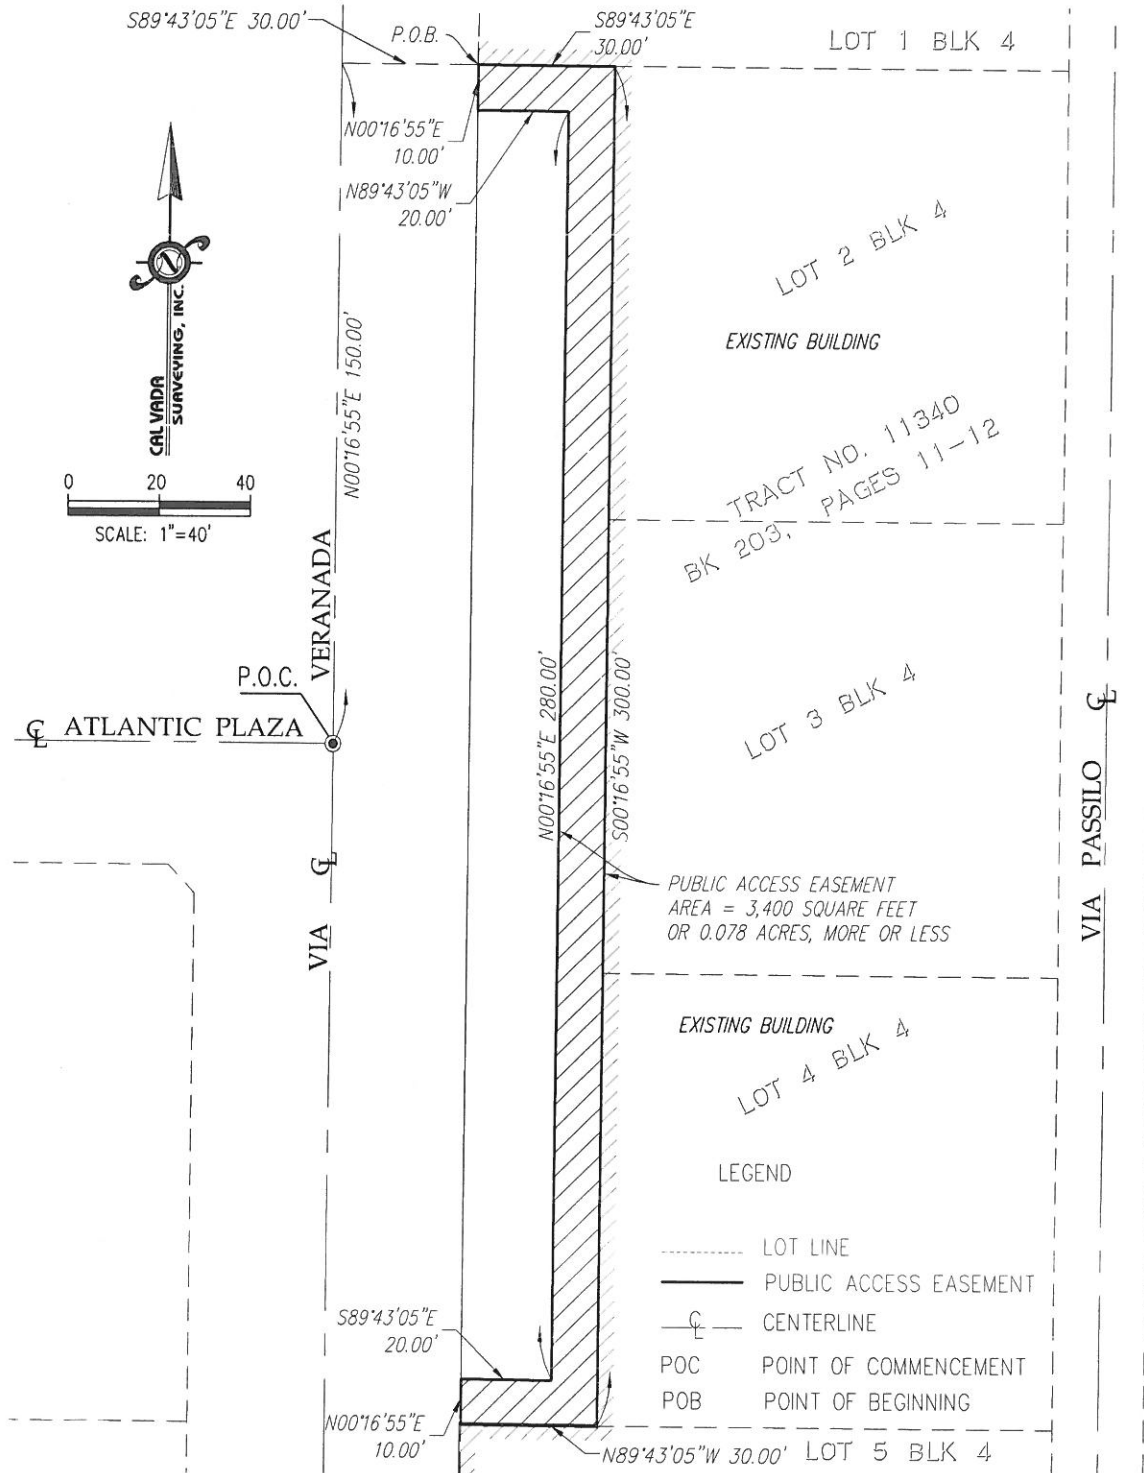 S89°43'05"E 30.00'
P.O.B.
S89°43'05"E
30.00'
LOT 1 BLK 4
N00°16'55"E
10.00'
N89°43'05"W
20.00'
LOT 2 BLK 4
EXISTING BUILDING
CALVADA
SURVEYING, INC.
N00°16'55"E 150.00'
0 20 40
SCALE: 1"=40'
TRACT NO. 11340
BK 203, PAGES 11-12
VIA ℄ VERANADA
P.O.C.
℄ ATLANTIC PLAZA
N00°16'55"E 280.00'
S00°16'55"W 300.00'
LOT 3 BLK 4
VIA PASSILO ℄
PUBLIC ACCESS EASEMENT
AREA = 3,400 SQUARE FEET
OR 0.078 ACRES, MORE OR LESS
EXISTING BUILDING
LOT 4 BLK 4
LEGEND
LOT LINE
PUBLIC ACCESS EASEMENT
℄ CENTERLINE
POC POINT OF COMMENCEMENT
POB POINT OF BEGINNING
S89°43'05"E
20.00'
N00°16'55"E
10.00'
N89°43'05"W 30.00'
LOT 5 BLK 4